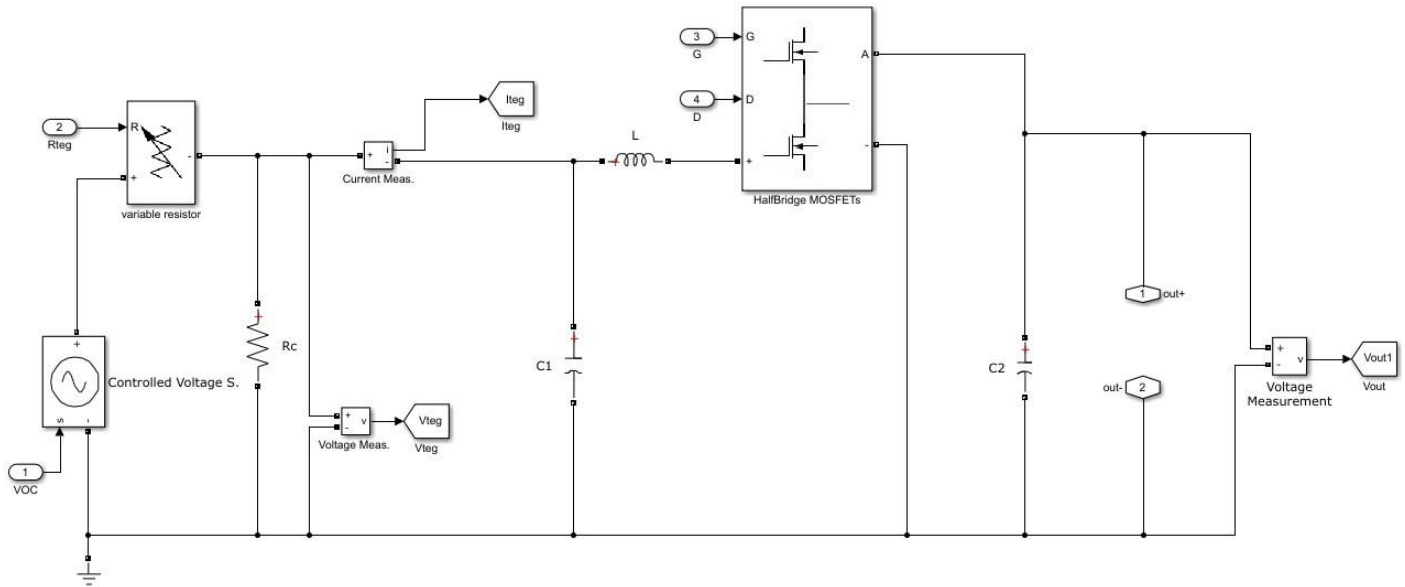 3
G
G
A
4
D
D
+
-
HalfBridge MOSFETs
Iteg
Iteg
2
Rteg
R
+
-
variable resistor
+
i
-
Current Meas.
L
Rc
C1
C2
1
out+
out-
2
+
-
v
Voltage
Measurement
Vout1
Vout
+
s
-
Controlled Voltage S.
1
VOC
+
-
v
Voltage Meas.
Vteg
Vteg